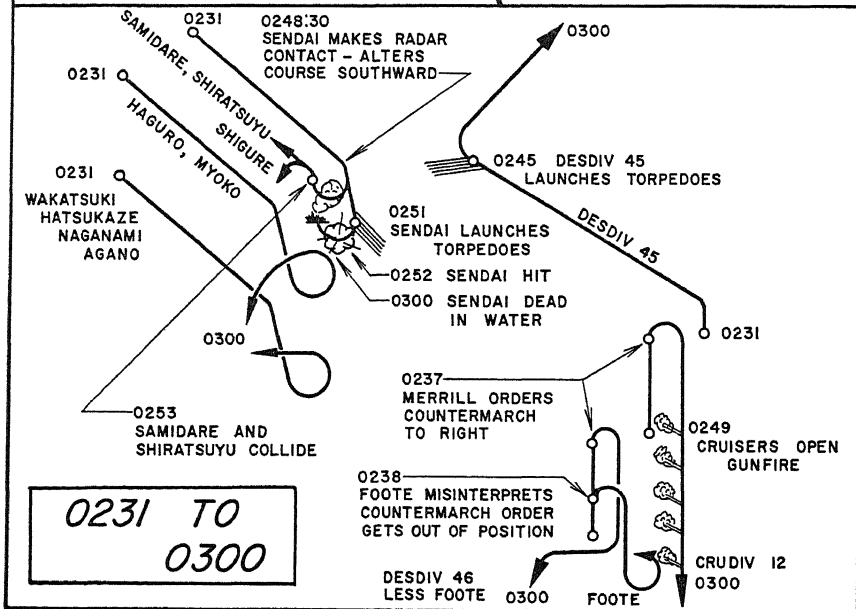 0231
SAMIDARE, SHIRATSUYU
SHIGURE
0248:30
SENDAI MAKES RADAR
CONTACT - ALTERS
COURSE SOUTHWARD
0300
0231
HAGURO, MYOKO
0231
WAKATSUKI
HATSUKAZE
NAGANAMI
AGANO
0245 DESDIV 45
LAUNCHES TORPEDOES
DESDIV 45
0251
SENDAI LAUNCHES
TORPEDOES
0252 SENDAI HIT
0300 SENDAI DEAD
IN WATER
0300
0231
0253
SAMIDARE AND
SHIRATSUYU COLLIDE
0237
MERRILL ORDERS
COUNTERMARCH
TO RIGHT
0249
CRUISERS OPEN
GUNFIRE
0238
FOOTE MISINTERPRETS
COUNTERMARCH ORDER
GETS OUT OF POSITION
0231 TO
0300
DESDIV 46
LESS FOOTE 0300
FOOTE
CRUDIV 12
0300